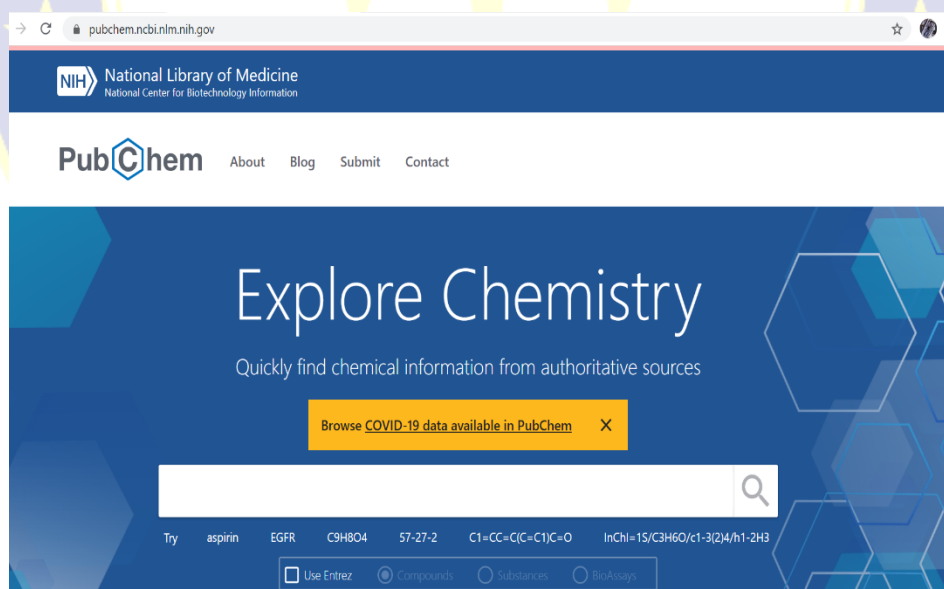 pubchem.ncbi.nlm.nih.gov
NIH National Library of Medicine
National Center for Biotechnology Information
PubChem About Blog Submit Contact
Explore Chemistry
Quickly find chemical information from authoritative sources
Browse COVID-19 data available in PubChem X
Try aspirin EGFR C9H8O4 57-27-2 C1=CC=C(C=C1)C=O InChI=1S/C3H6O/c1-3(2)4/h1-2H3
Use Entrez Compounds Substances BioAssays